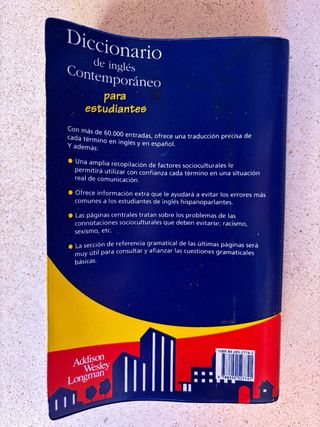 Diccionario
de inglés
Contemporáneo
para
estudiantes
Con más de 60.000 entradas, ofrece una traducción precisa de
cada término en inglés y en español.
Y además:
Una amplia recopilación de factores socioculturales le
permitirá utilizar con confianza cada término en una situación
real de comunicación.
Ofrece información extra que le ayudará a evitar los errores más
comunes a los estudiantes de inglés hispanoparlantes.
Las páginas centrales tratan sobre los problemas de las
connotaciones socioculturales que deben evitarse: racismo,
sexismo, etc.
La sección de referencia gramatical de las últimas páginas será
muy útil para consultar y afianzar las cuestiones gramaticales
básicas.
Addison
Wesley
Longman